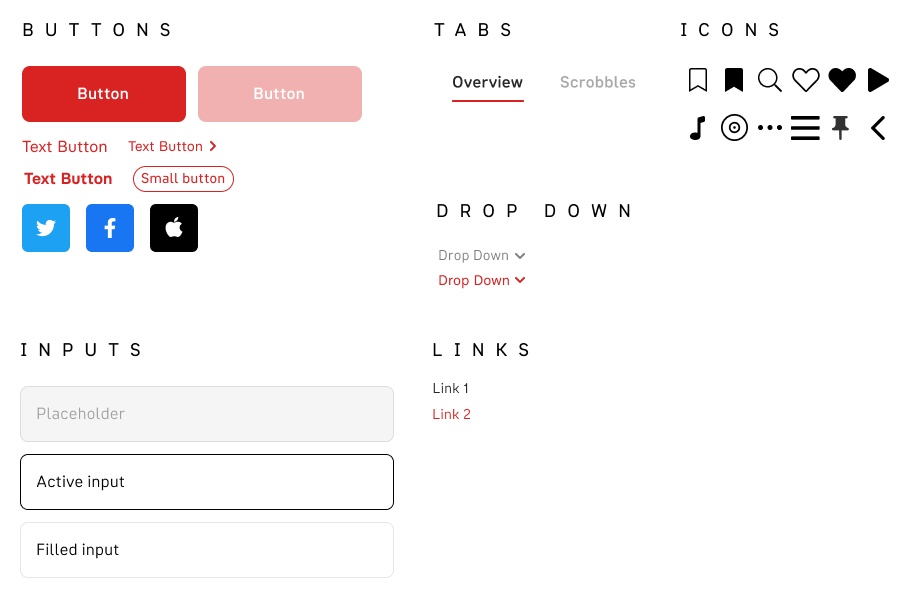 BUTTONS
Button
Button
Text Button
Text Button
Text Button
Small button
TABS
Overview
Scrobbles
ICONS
DROP DOWN
Drop Down
Drop Down
INPUTS
Placeholder
Active input
Filled input
LINKS
Link 1
Link 2